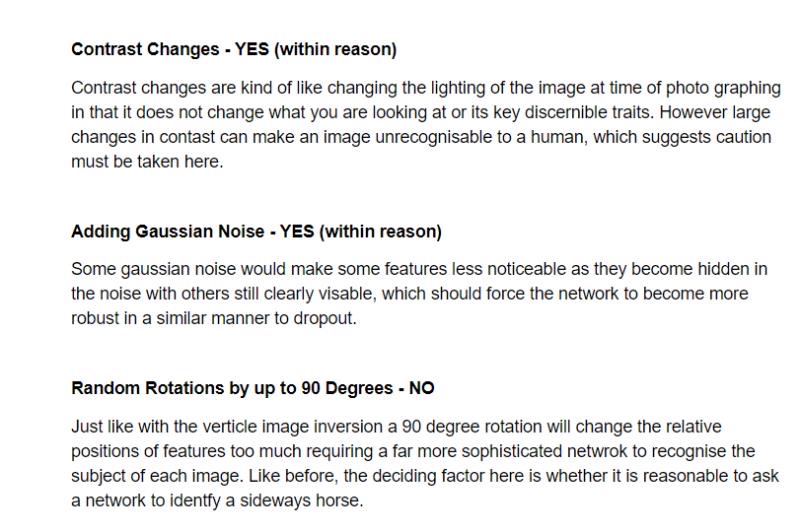 Contrast Changes - YES (within reason)
Contrast changes are kind of like changing the lighting of the image at time of photo graphing
in that it does not change what you are looking at or its key discernible traits. However large
changes in contast can make an image unrecognisable to a human, which suggests caution
must be taken here.
Adding Gaussian Noise - YES (within reason)
Some gaussian noise would make some features less noticeable as they become hidden in
the noise with others still clearly visable, which should force the network to become more
robust in a similar manner to dropout.
Random Rotations by up to 90 Degrees - NO
Just like with the verticle image inversion a 90 degree rotation will change the relative
positions of features too much requiring a far more sophisticated netwrok to recognise the
subject of each image. Like before, the deciding factor here is whether it is reasonable to ask
a network to identfy a sideways horse.